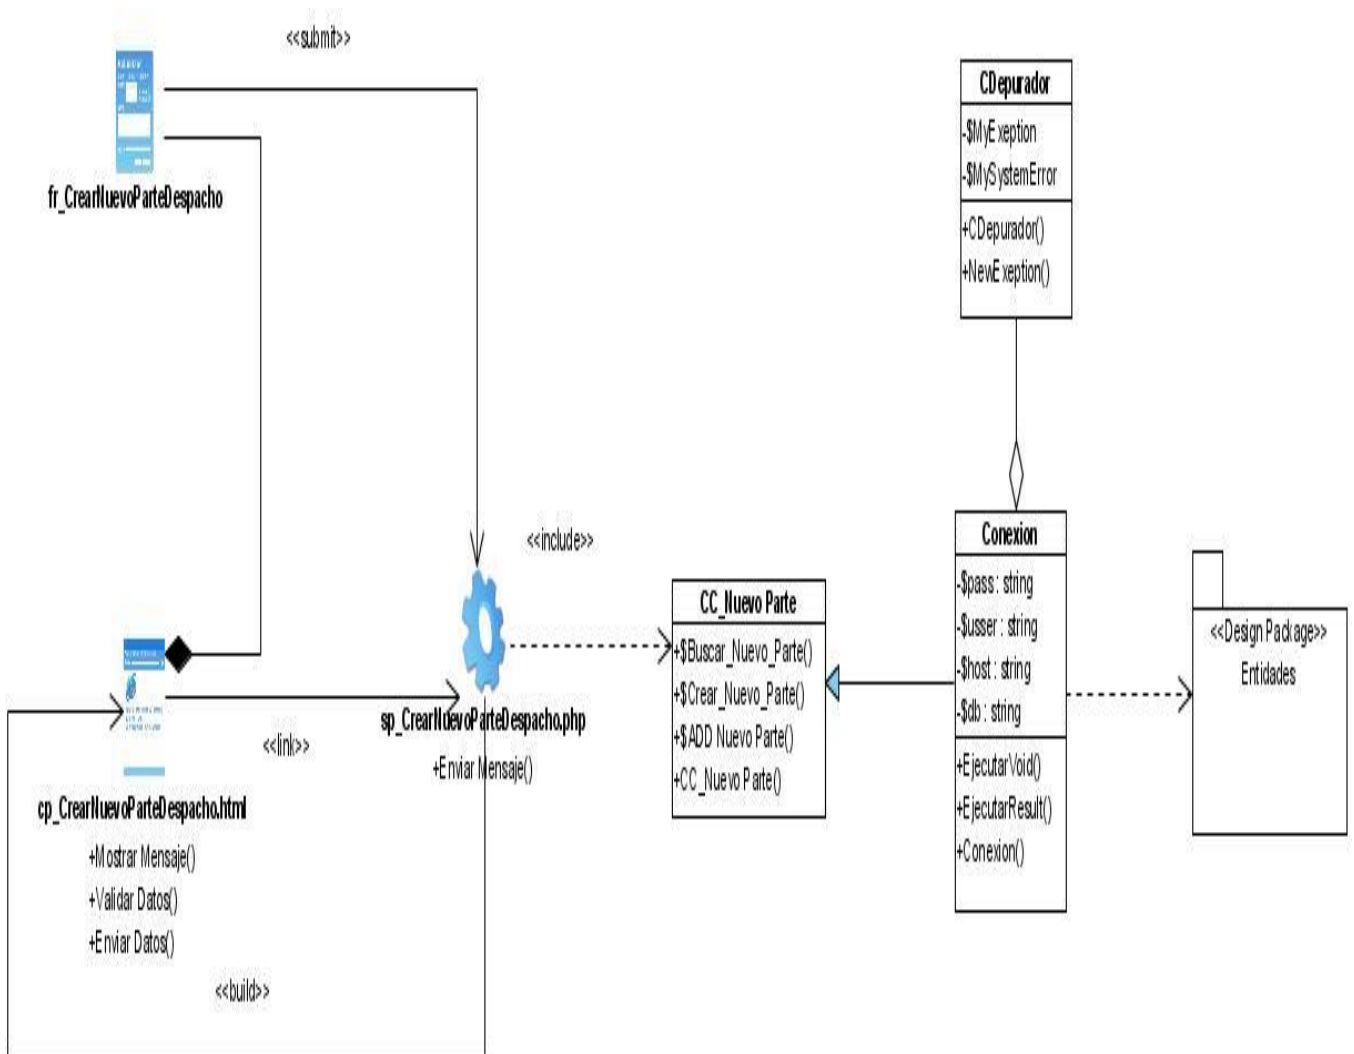 <<submit>>
fr_CrearNuevoParteDespacho
CDepurador
-$MyExeption
-$MySystemError
+CDepurador()
+NewExeption()
<<include>>
Conexion
-$pass : string
-$usser : string
-$host : string
-$db : string
+EjecutarVoid()
+EjecutarResult()
+Conexion()
CC_Nuevo Parte
+$Buscar_Nuevo_Parte()
+$Crear_Nuevo_Parte()
+$ADD Nuevo Parte()
+CC_Nuevo Parte()
<<Design Package>>
Entidades
sp_CrearNuevoParteDespacho.php
+Enviar Mensaje()
<<link>>
cp_CrearNuevoParteDespacho.html
+Mostrar Mensaje()
+Validar Datos()
+Enviar Datos()
<<build>>